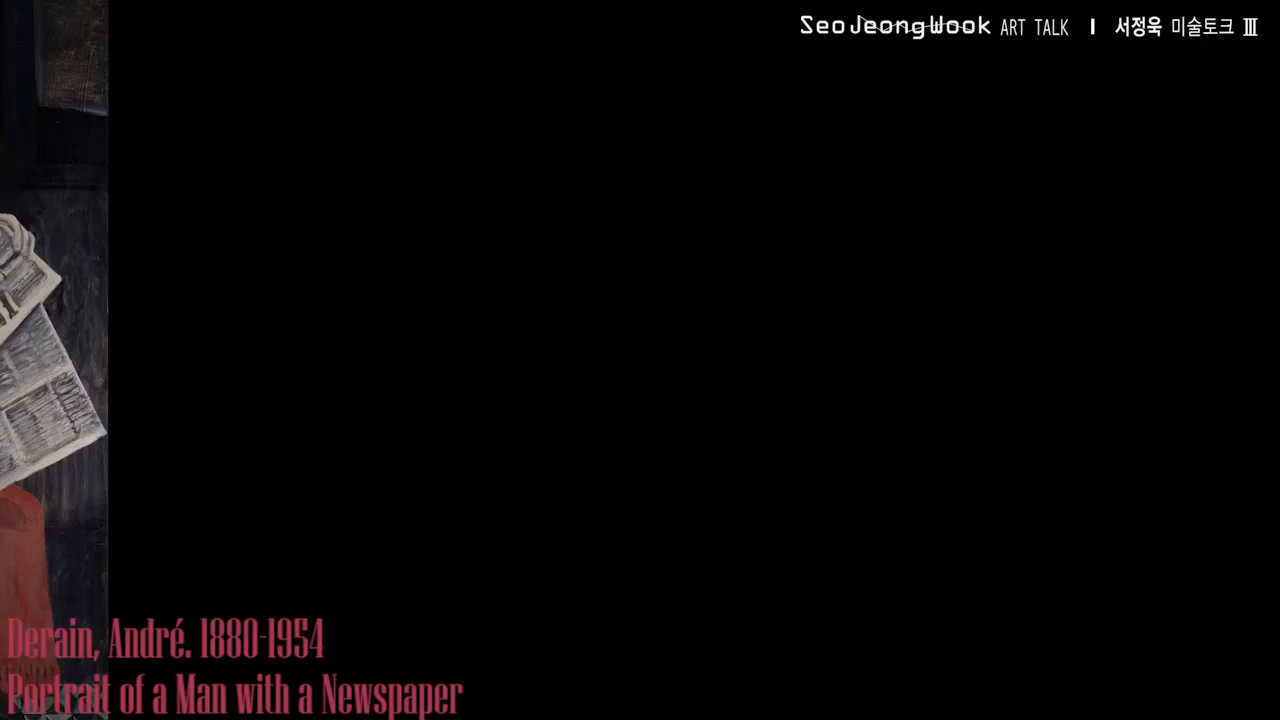 SeoJeongWook ART TALK I 서정욱 미술토크 Ⅲ
Derain, André. 1880-1954
Portrait of a Man with a Newspaper